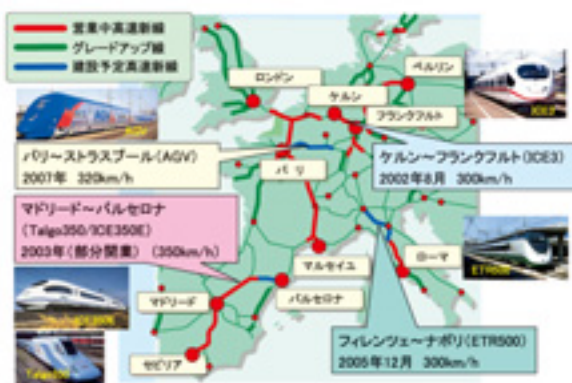 営業中高速新線
グレードアップ線
建設予定高速新線
ロンドン
ベルリン
ケルン
フランクフルト
ICE3
AGV
パリ～ストラスブール(AGV)
2007年 320km/h
パリ
ケルン～フランクフルト(ICE3)
2002年8月 300km/h
マドリード～バルセロナ
(Talgo350/ICE350E)
2003年(部分開業) (350km/h)
マルセイユ
ローマ
ETR500
ICE350E
マドリード
バルセロナ
フィレンツェ～ナポリ(ETR500)
2005年12月 300km/h
セビリア
Talgo350